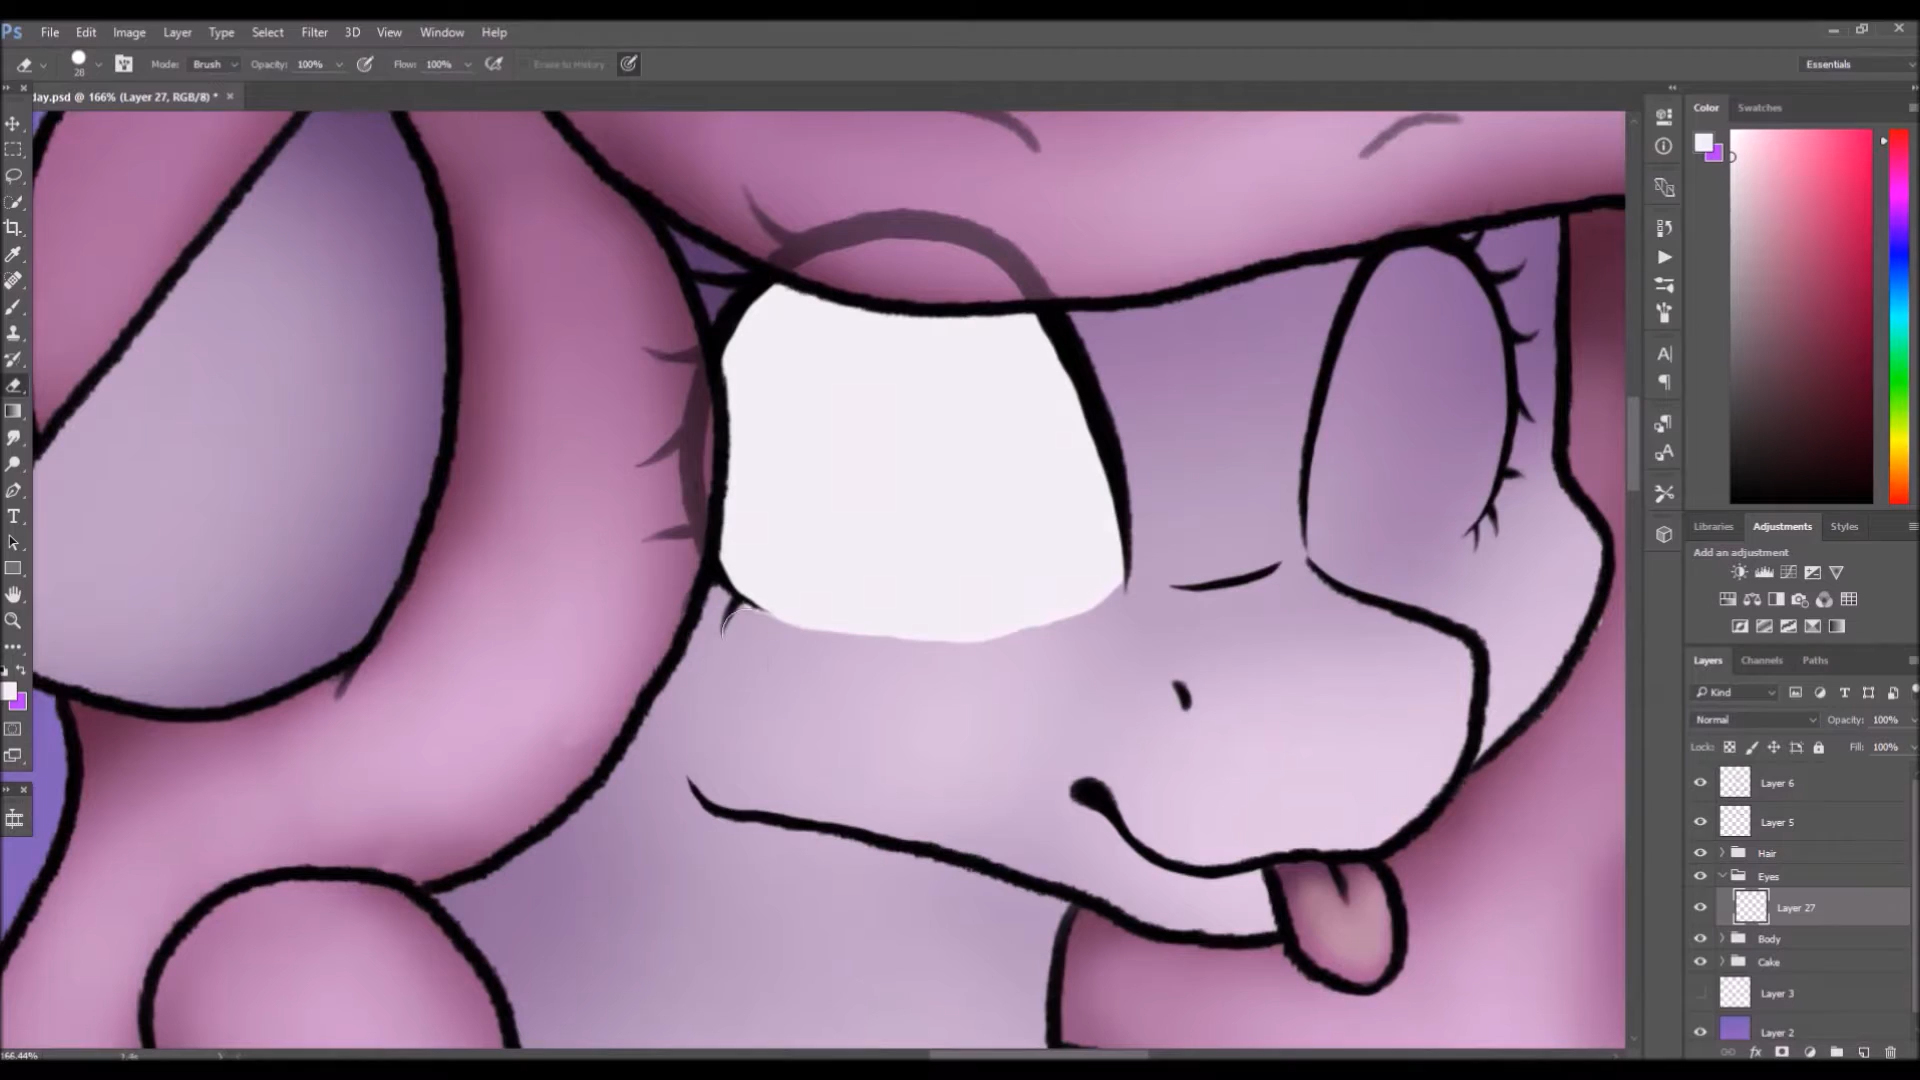 Ps File Edit Image Layer Type Select Filter 3D View Window Help
28 Mode: Brush Opacity: 100% Flow: 100% Erase to History Essentials
day.psd @ 166% (Layer 27, RGB/8) *
Color Swatches
Libraries Adjustments Styles
Add an adjustment
Layers Channels Paths
Kind
Normal Opacity: 100%
Lock: Fill: 100%
Layer 6
Layer 5
Hair
Eyes
Layer 27
Body
Cake
Layer 3
Layer 2
fx
166.44%